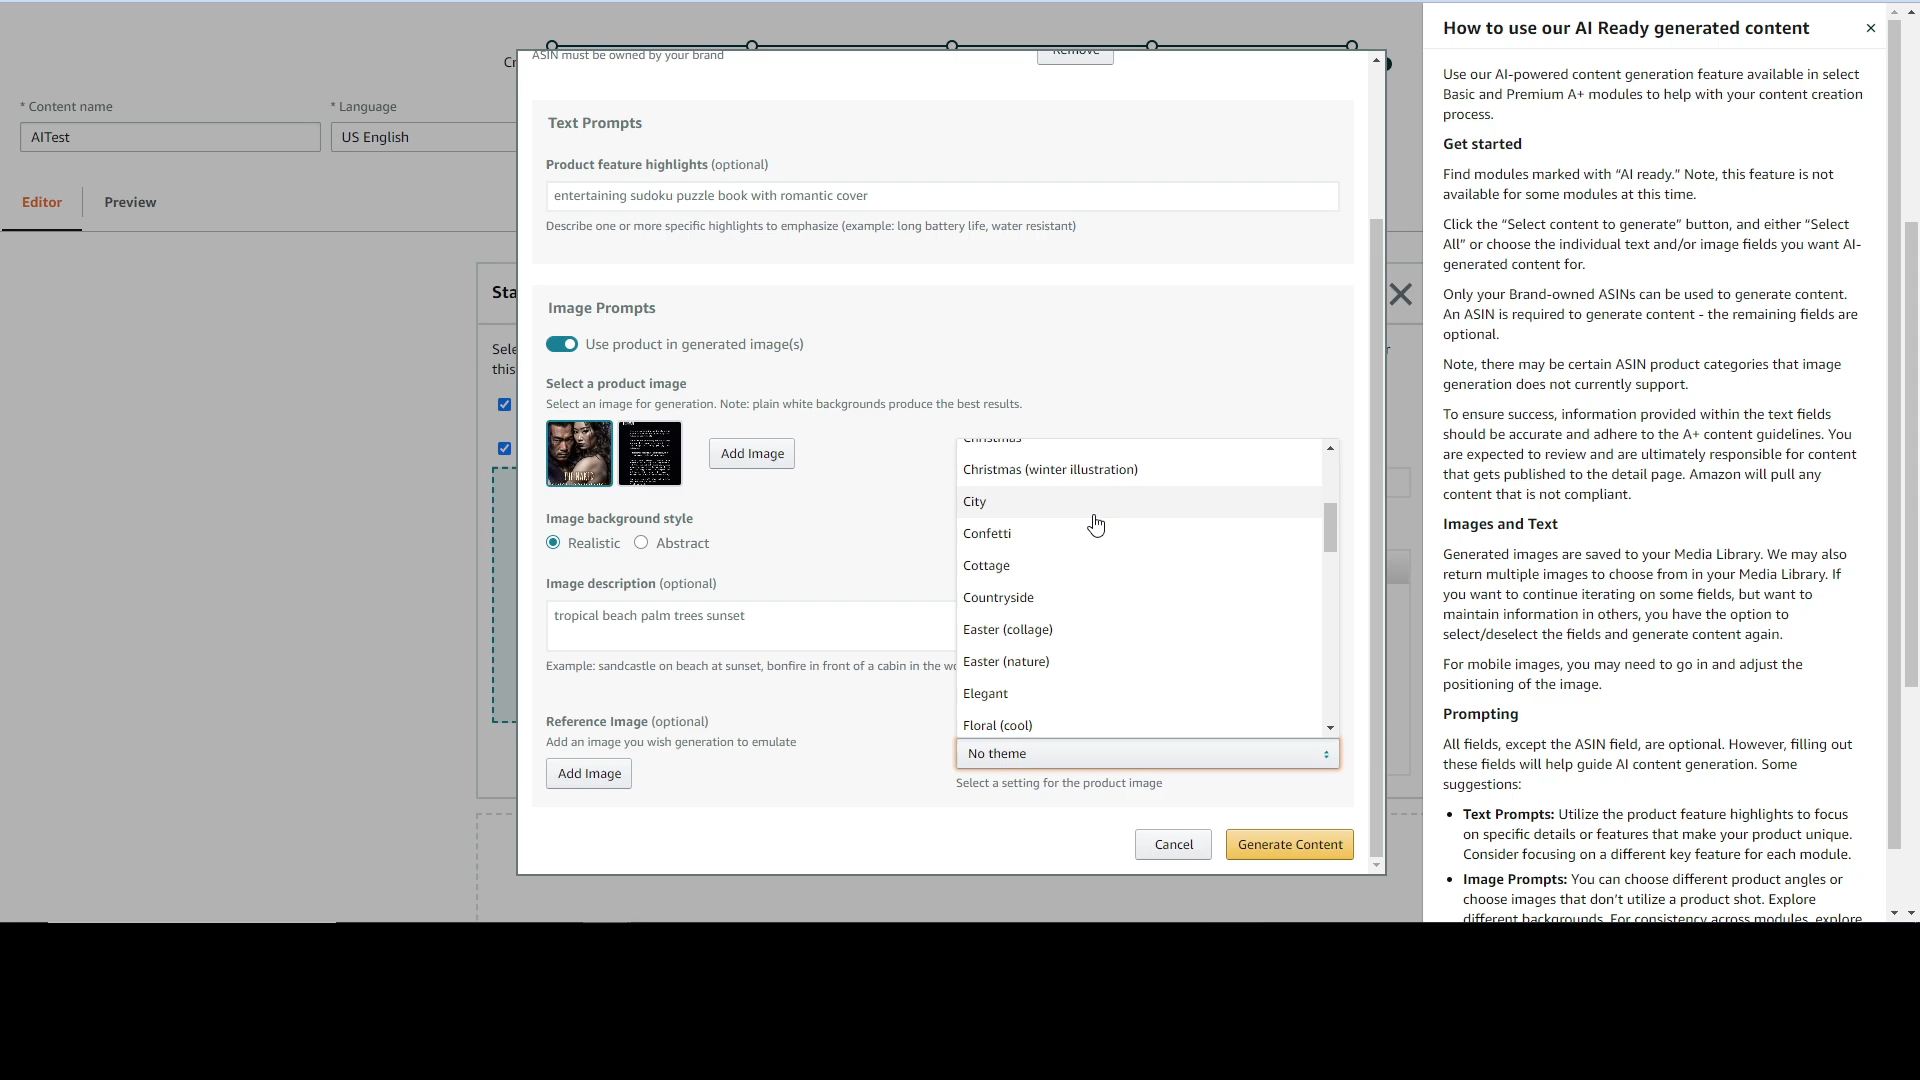 ASIN must be owned by your brand
Remove
Cr
* Content name
* Language
AITest
US English
Editor
Preview
Sta
Sele
this
Text Prompts
Product feature highlights (optional)
entertaining sudoku puzzle book with romantic cover
Describe one or more specific highlights to emphasize (example: long battery life, water resistant)
Image Prompts
Use product in generated image(s)
Select a product image
Select an image for generation. Note: plain white backgrounds produce the best results.
Add Image
Image background style
Realistic
Abstract
Image description (optional)
tropical beach palm trees sunset
Example: sandcastle on beach at sunset, bonfire in front of a cabin in the wo
Reference Image (optional)
Add an image you wish generation to emulate
Add Image
Christmas
Christmas (winter illustration)
City
Confetti
Cottage
Countryside
Easter (collage)
Easter (nature)
Elegant
Floral (cool)
No theme
Select a setting for the product image
Cancel
Generate Content
How to use our AI Ready generated content
Use our AI-powered content generation feature available in select
Basic and Premium A+ modules to help with your content creation
process.
Get started
Find modules marked with “AI ready.” Note, this feature is not
available for some modules at this time.
Click the “Select content to generate” button, and either “Select
All” or choose the individual text and/or image fields you want AI-
generated content for.
Only your Brand-owned ASINs can be used to generate content.
An ASIN is required to generate content - the remaining fields are
optional.
Note, there may be certain ASIN product categories that image
generation does not currently support.
To ensure success, information provided within the text fields
should be accurate and adhere to the A+ content guidelines. You
are expected to review and are ultimately responsible for content
that gets published to the detail page. Amazon will pull any
content that is not compliant.
Images and Text
Generated images are saved to your Media Library. We may also
return multiple images to choose from in your Media Library. If
you want to continue iterating on some fields, but want to
maintain information in others, you have the option to
select/deselect the fields and generate content again.
For mobile images, you may need to go in and adjust the
positioning of the image.
Prompting
All fields, except the ASIN field, are optional. However, filling out
these fields will help guide AI content generation. Some
suggestions:
• Text Prompts: Utilize the product feature highlights to focus
on specific details or features that make your product unique.
Consider focusing on a different key feature for each module.
• Image Prompts: You can choose different product angles or
choose images that don’t utilize a product shot. Explore
different backgrounds. For consistency across modules, explore